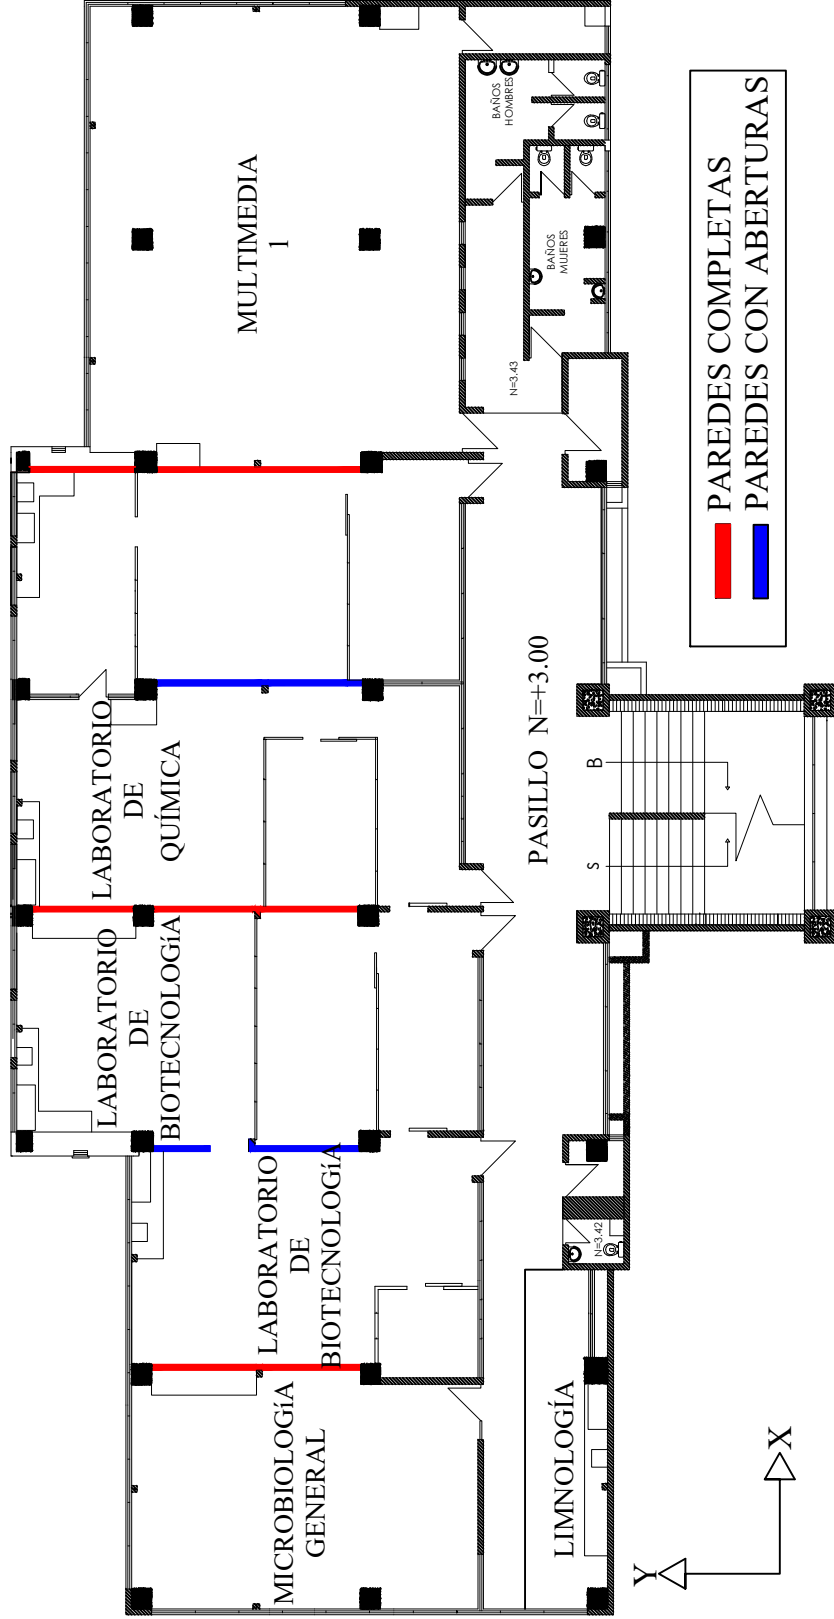 MULTIMEDIA
1
BAÑOS
HOMBRES
BAÑOS
MUJERES
N=3.43
LABORATORIO
DE
QUÍMICA
LABORATORIO
DE
BIOTECNOLOGíA
LABORATORIO
DE
BIOTECNOLOGíA
MICROBIOLOGíA
GENERAL
LIMNOLOGÍA
PASILLO N=+3.00
S
B
N=3.42
PAREDES COMPLETAS
PAREDES CON ABERTURAS
Y
X